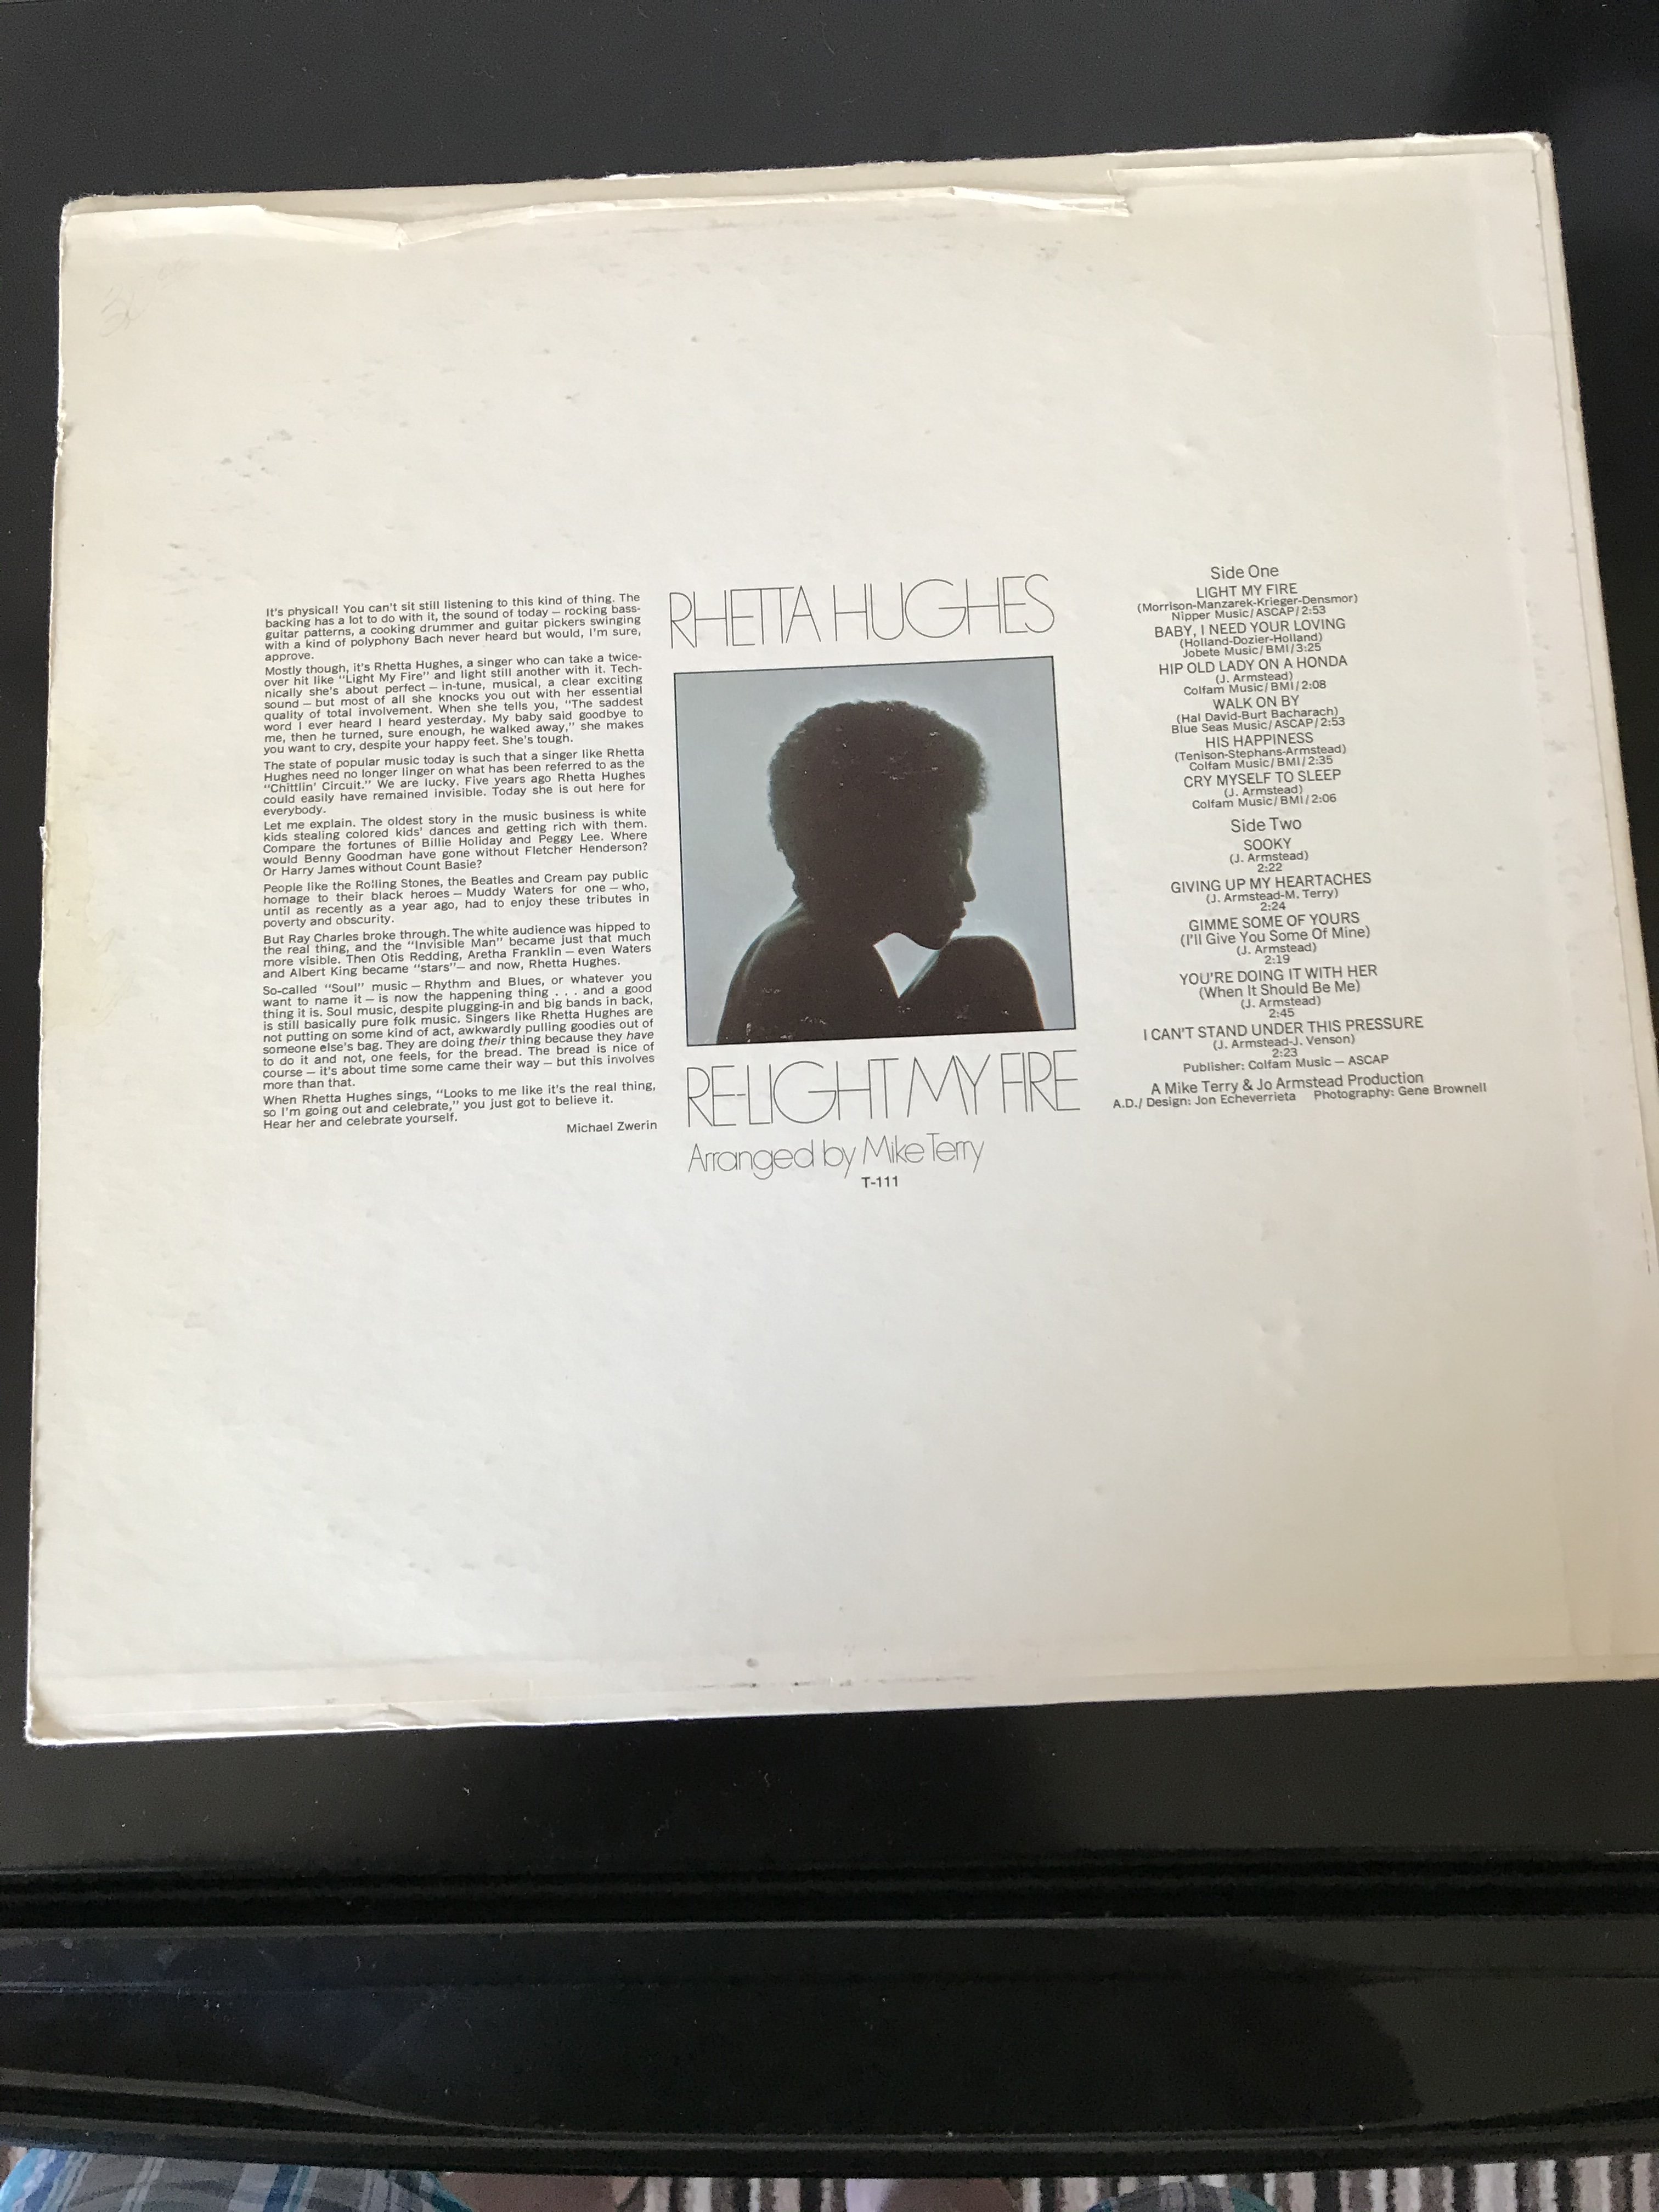 It's physical! You can't sit still listening to this kind of thing. The
backing has a lot to do with it, the sound of today — rocking bass-
guitar patterns, a cooking drummer and guitar pickers swinging
with a kind of polyphony Bach never heard but would, I'm sure,
approve.
Mostly though, it's Rhetta Hughes, a singer who can take a twice-
over hit like "Light My Fire" and light still another with it. Tech-
nically she's about perfect — in-tune, musical, a clear exciting
sound — but most of all she knocks you out with her essential
quality of total involvement. When she tells you, "The saddest
word I ever heard I heard yesterday. My baby said goodbye to
me, then he turned, sure enough, he walked away," she makes
you want to cry, despite your happy feet. She's tough.
The state of popular music today is such that a singer like Rhetta
Hughes need no longer linger on what has been referred to as the
"Chittlin' Circuit." We are lucky. Five years ago Rhetta Hughes
could easily have remained invisible. Today she is out here for
everybody.
Let me explain. The oldest story in the music business is white
kids stealing colored kids' dances and getting rich with them.
Compare the fortunes of Billie Holiday and Peggy Lee. Where
would Benny Goodman have gone without Fletcher Henderson?
Or Harry James without Count Basie?
People like the Rolling Stones, the Beatles and Cream pay public
homage to their black heroes — Muddy Waters for one — who,
until as recently as a year ago, had to enjoy these tributes in
poverty and obscurity.
But Ray Charles broke through. The white audience was hipped to
the real thing, and the "Invisible Man" became just that much
more visible. Then Otis Redding, Aretha Franklin — even Waters
and Albert King became "stars"— and now, Rhetta Hughes.
So-called "Soul" music — Rhythm and Blues, or whatever you
want to name it — is now the happening thing . . . and a good
thing it is. Soul music, despite plugging-in and big bands in back,
is still basically pure folk music. Singers like Rhetta Hughes are
not putting on some kind of act, awkwardly pulling goodies out of
someone else's bag. They are doing their thing because they have
to do it and not, one feels, for the bread. The bread is nice of
course — it's about time some came their way — but this involves
more than that.
When Rhetta Hughes sings, "Looks to me like it's the real thing,
so I'm going out and celebrate," you just got to believe it.
Hear her and celebrate yourself.
Michael Zwerin
RHETTA HUGHES
RE-LIGHT MY FIRE
Arranged by Mike Terry
T-111
Side One
LIGHT MY FIRE
(Morrison-Manzarek-Krieger-Densmor)
Nipper Music/ASCAP/2:53
BABY, I NEED YOUR LOVING
(Holland-Dozier-Holland)
Jobete Music/BMI/3:25
HIP OLD LADY ON A HONDA
(J. Armstead)
Colfam Music/BMI/2:08
WALK ON BY
(Hal David-Burt Bacharach)
Blue Seas Music/ASCAP/2:53
HIS HAPPINESS
(Tenison-Stephans-Armstead)
Colfam Music/BMI/2:35
CRY MYSELF TO SLEEP
(J. Armstead)
Colfam Music/BMI/2:06
Side Two
SOOKY
(J. Armstead)
2:22
GIVING UP MY HEARTACHES
(J. Armstead-M. Terry)
2:24
GIMME SOME OF YOURS
(I'll Give You Some Of Mine)
(J. Armstead)
2:19
YOU'RE DOING IT WITH HER
(When It Should Be Me)
(J. Armstead)
2:45
I CAN'T STAND UNDER THIS PRESSURE
(J. Armstead-J. Venson)
2:23
Publisher: Colfam Music — ASCAP
A Mike Terry & Jo Armstead Production
A.D./ Design: Jon Echeverrieta Photography: Gene Brownell